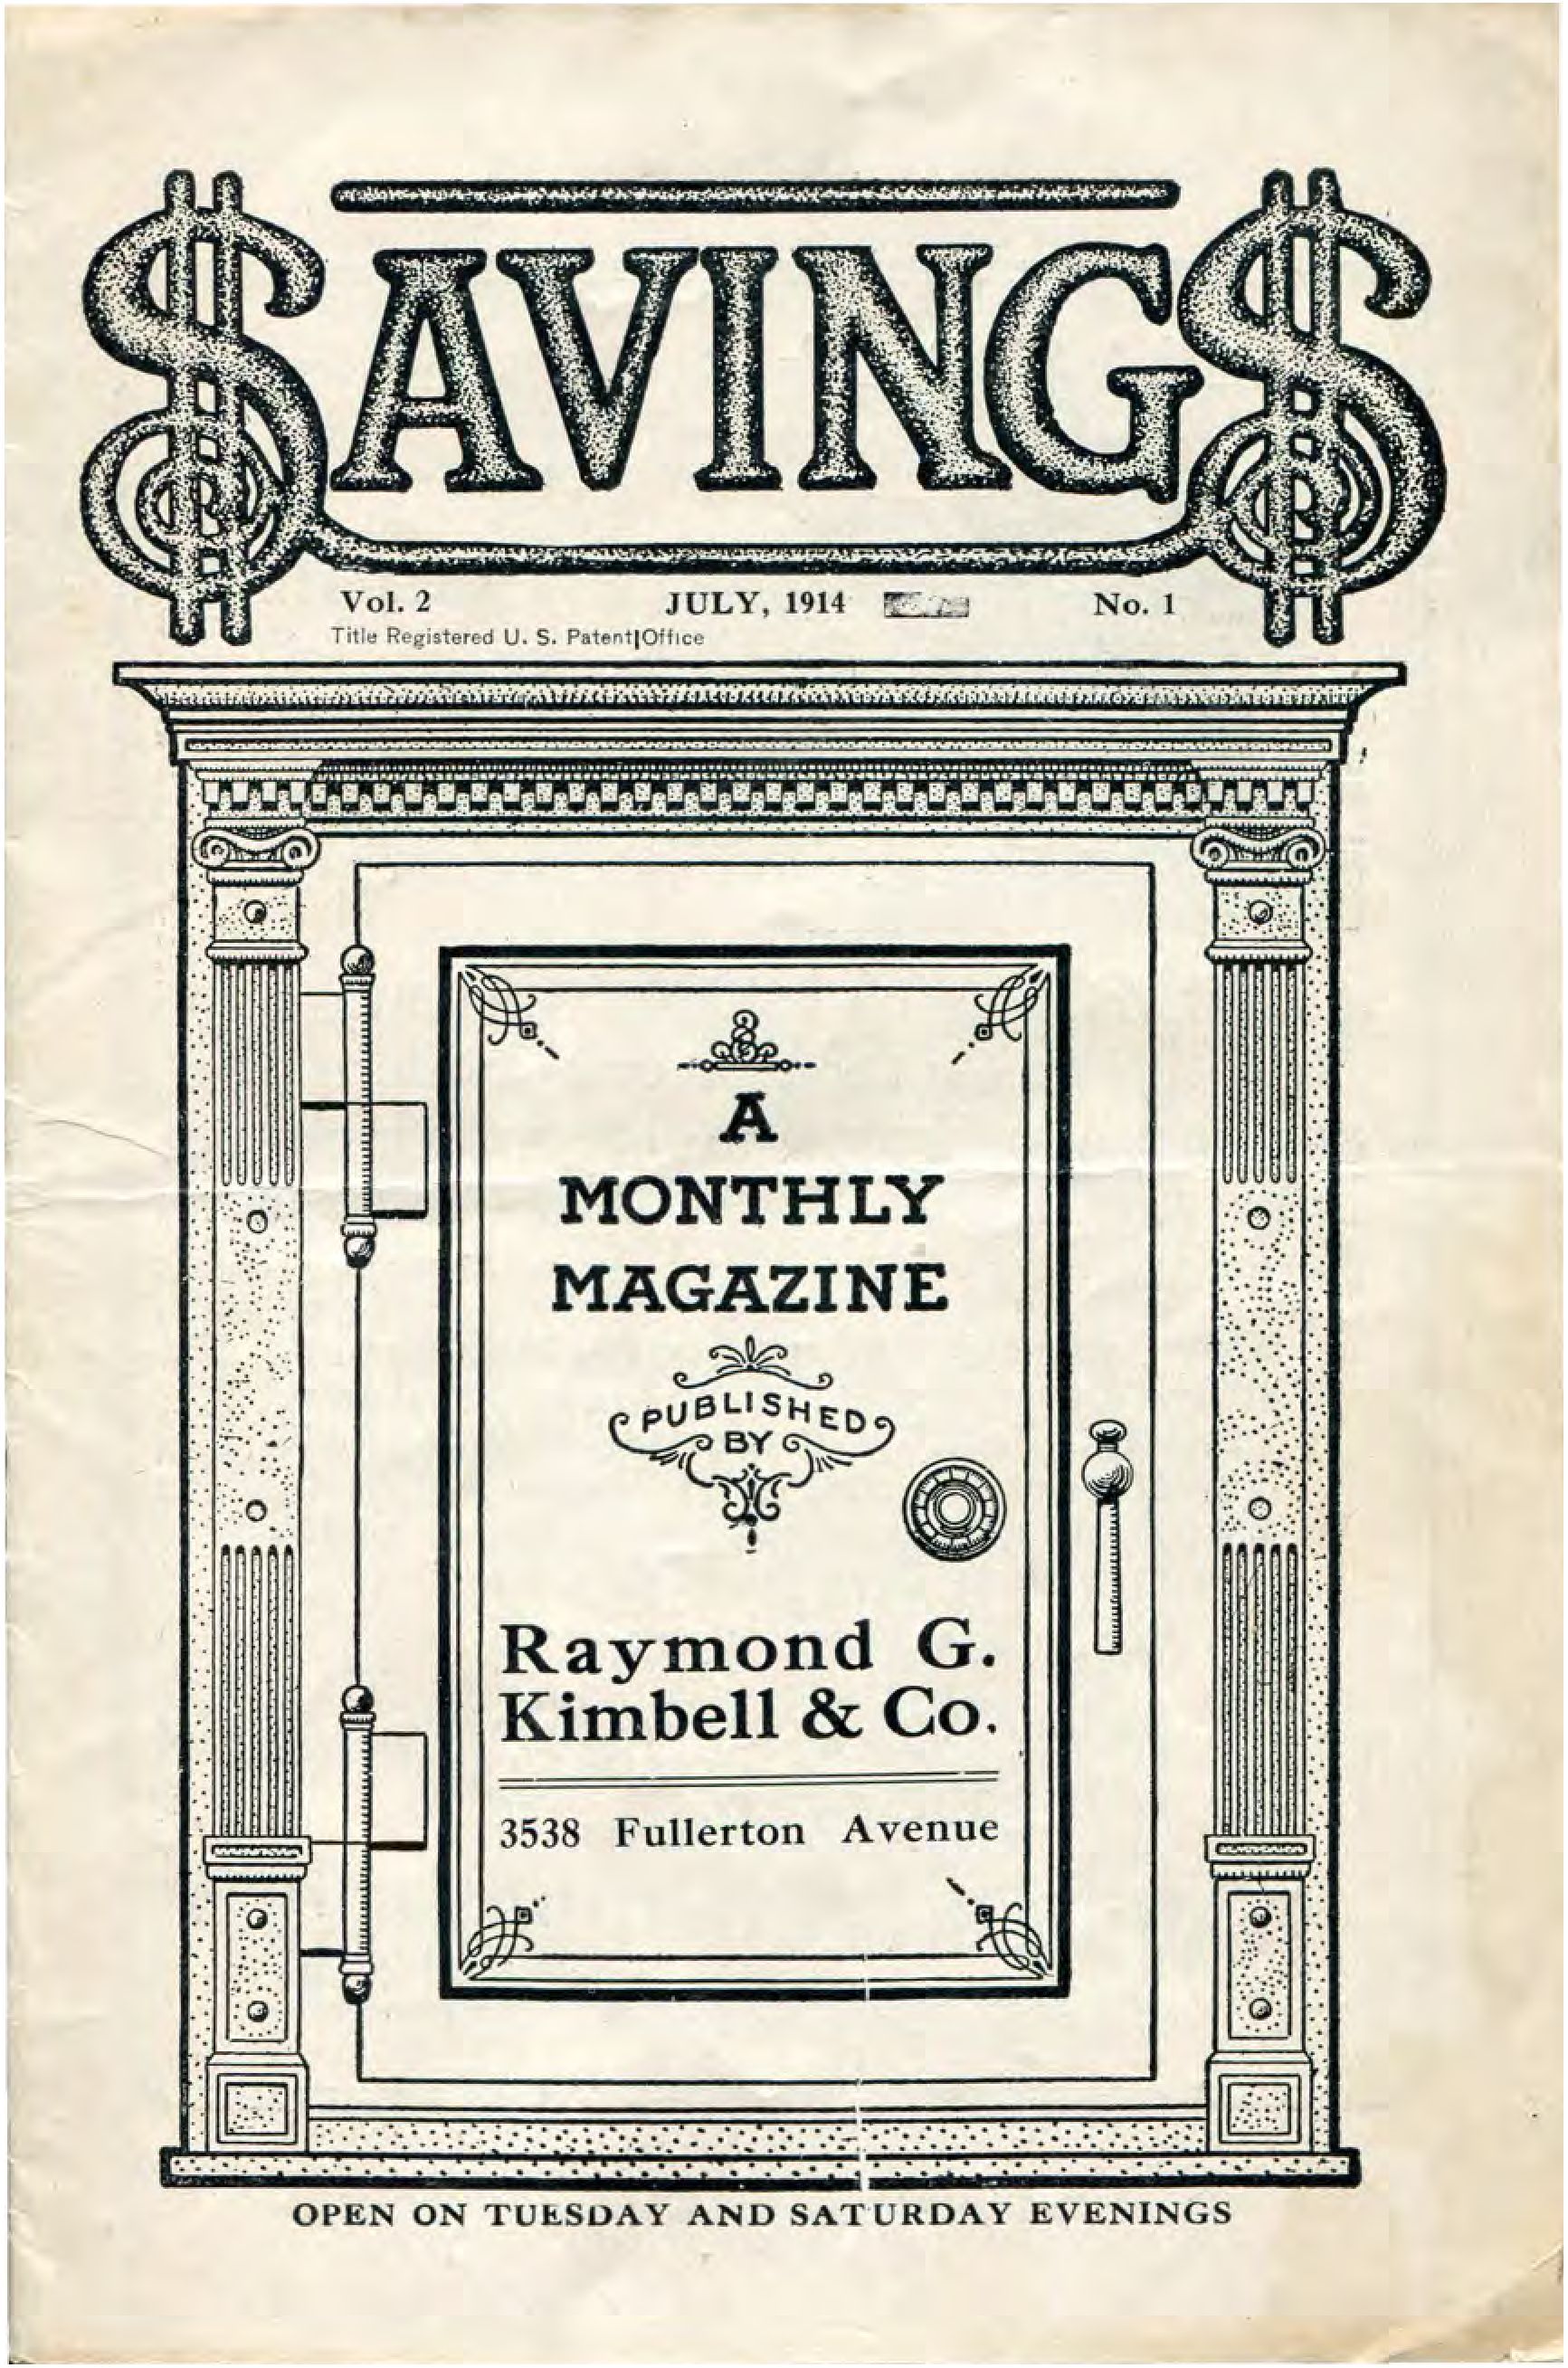 $AVING$
Vol. 2 JULY, 1914 No. 1
Title Registered U. S. Patent|Office
A
MONTHLY
MAGAZINE
PUBLISHED
BY
Raymond G.
Kimbell & Co.
3538 Fullerton Avenue
OPEN ON TUESDAY AND SATURDAY EVENINGS